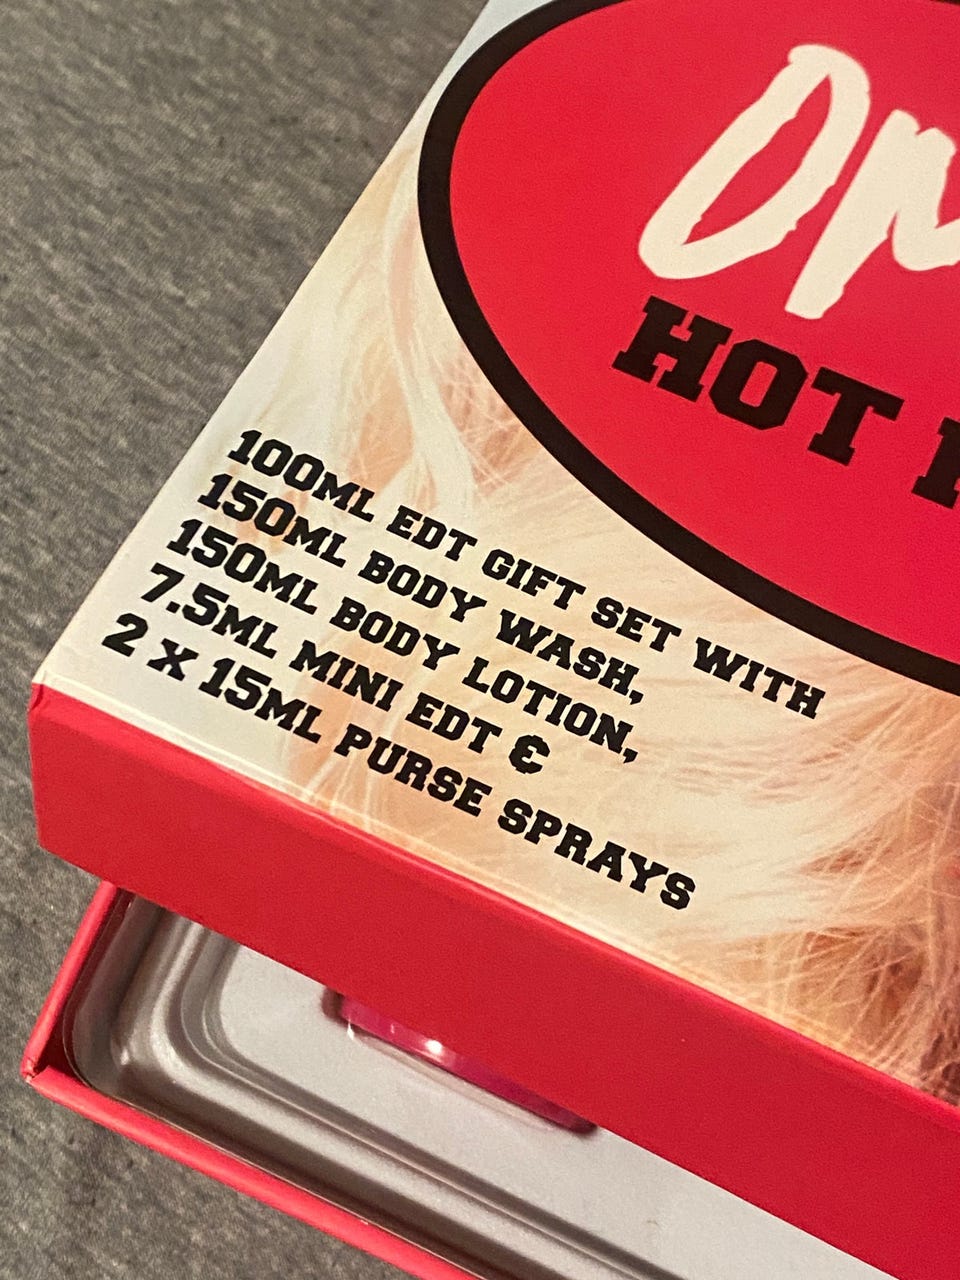 HOT
100ML EDT GIFT SET WITH
150ML BODY WASH,
150ML BODY LOTION,
7.5ML MINI EDT &
2 X 15ML PURSE SPRAYS